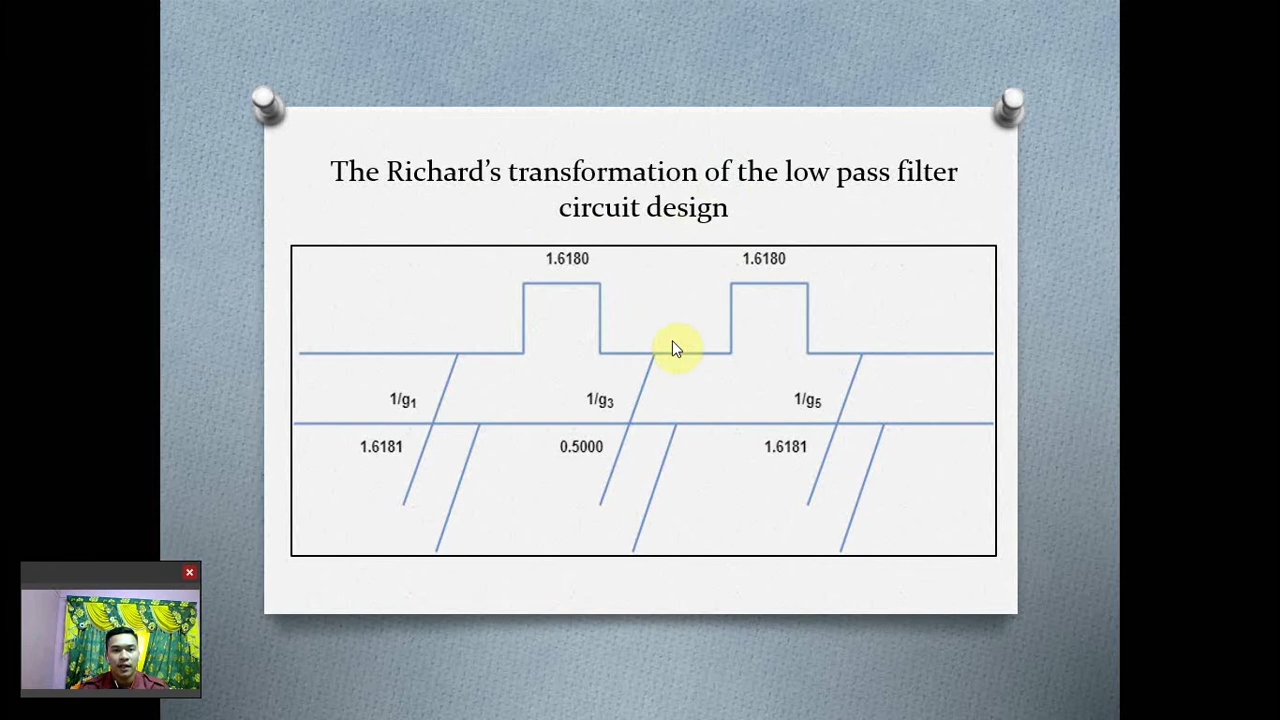 The Richard’s transformation of the low pass filter
circuit design
1.6180 1.6180
1/g1 1/g3 1/g5
1.6181 0.5000 1.6181